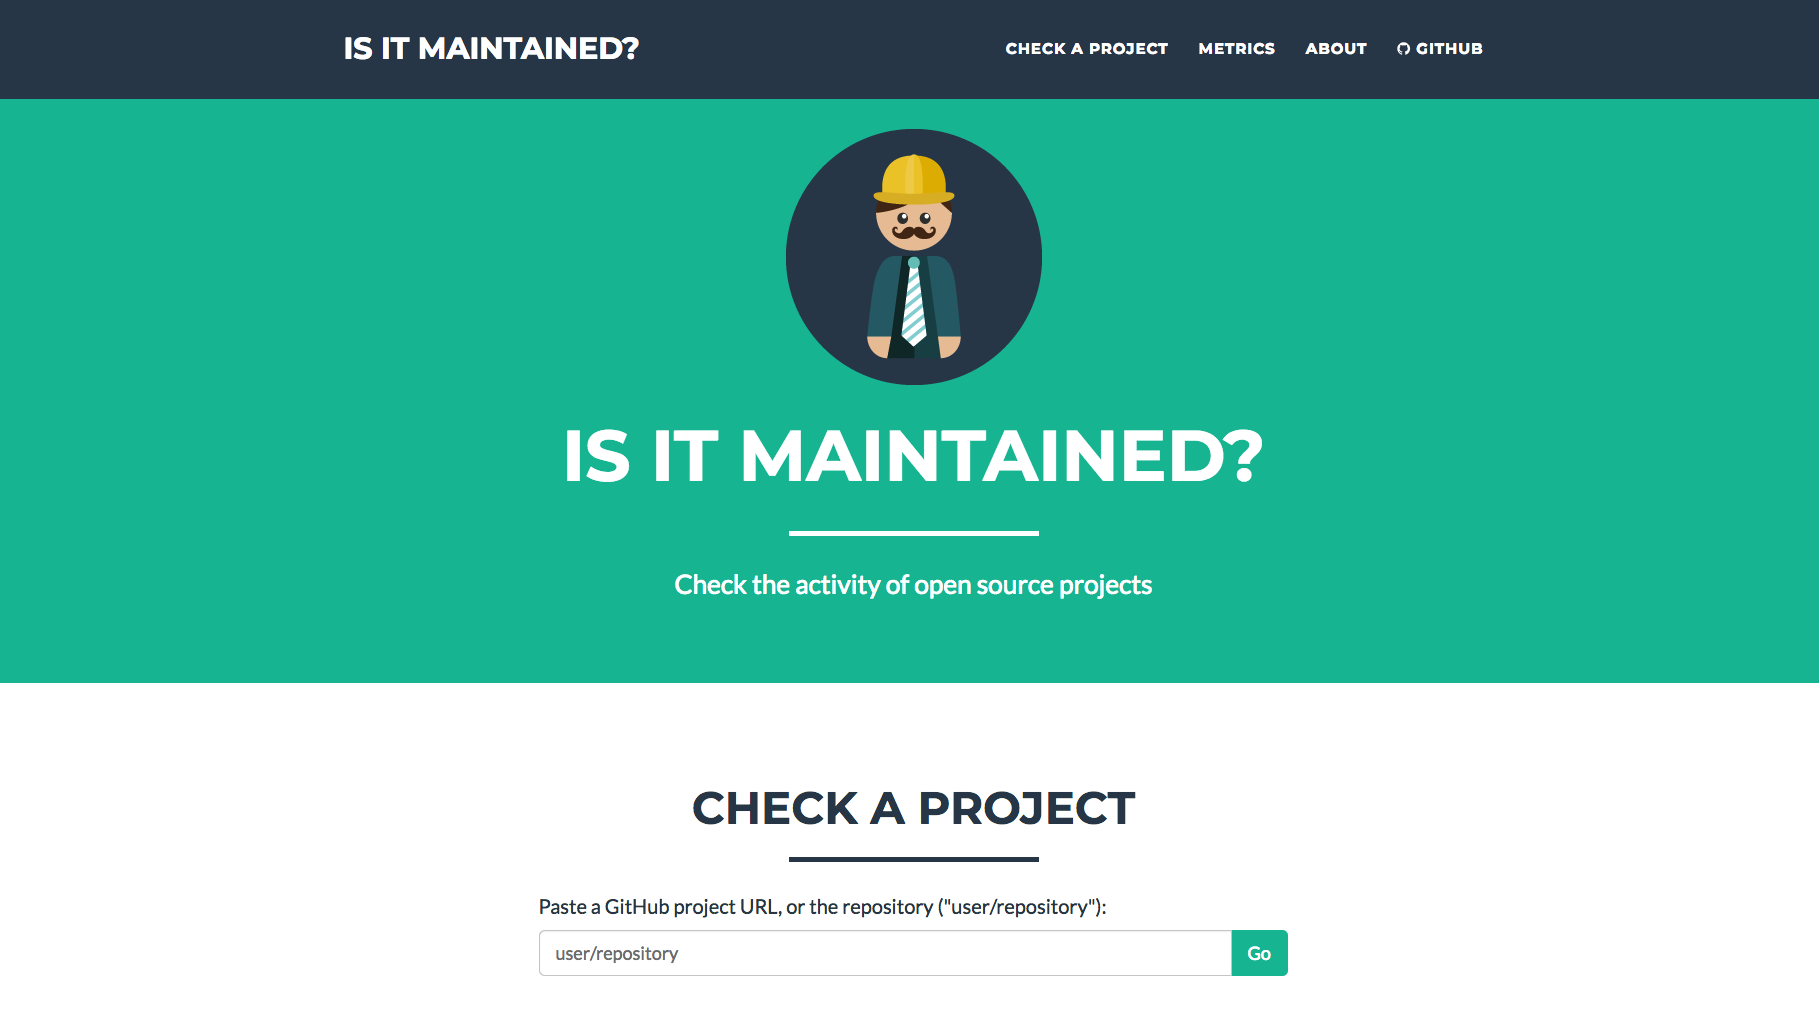 IS IT MAINTAINED?
CHECK A PROJECT METRICS ABOUT GITHUB
IS IT MAINTAINED?
Check the activity of open source projects
CHECK A PROJECT
Paste a GitHub project URL, or the repository ("user/repository"):
user/repository Go